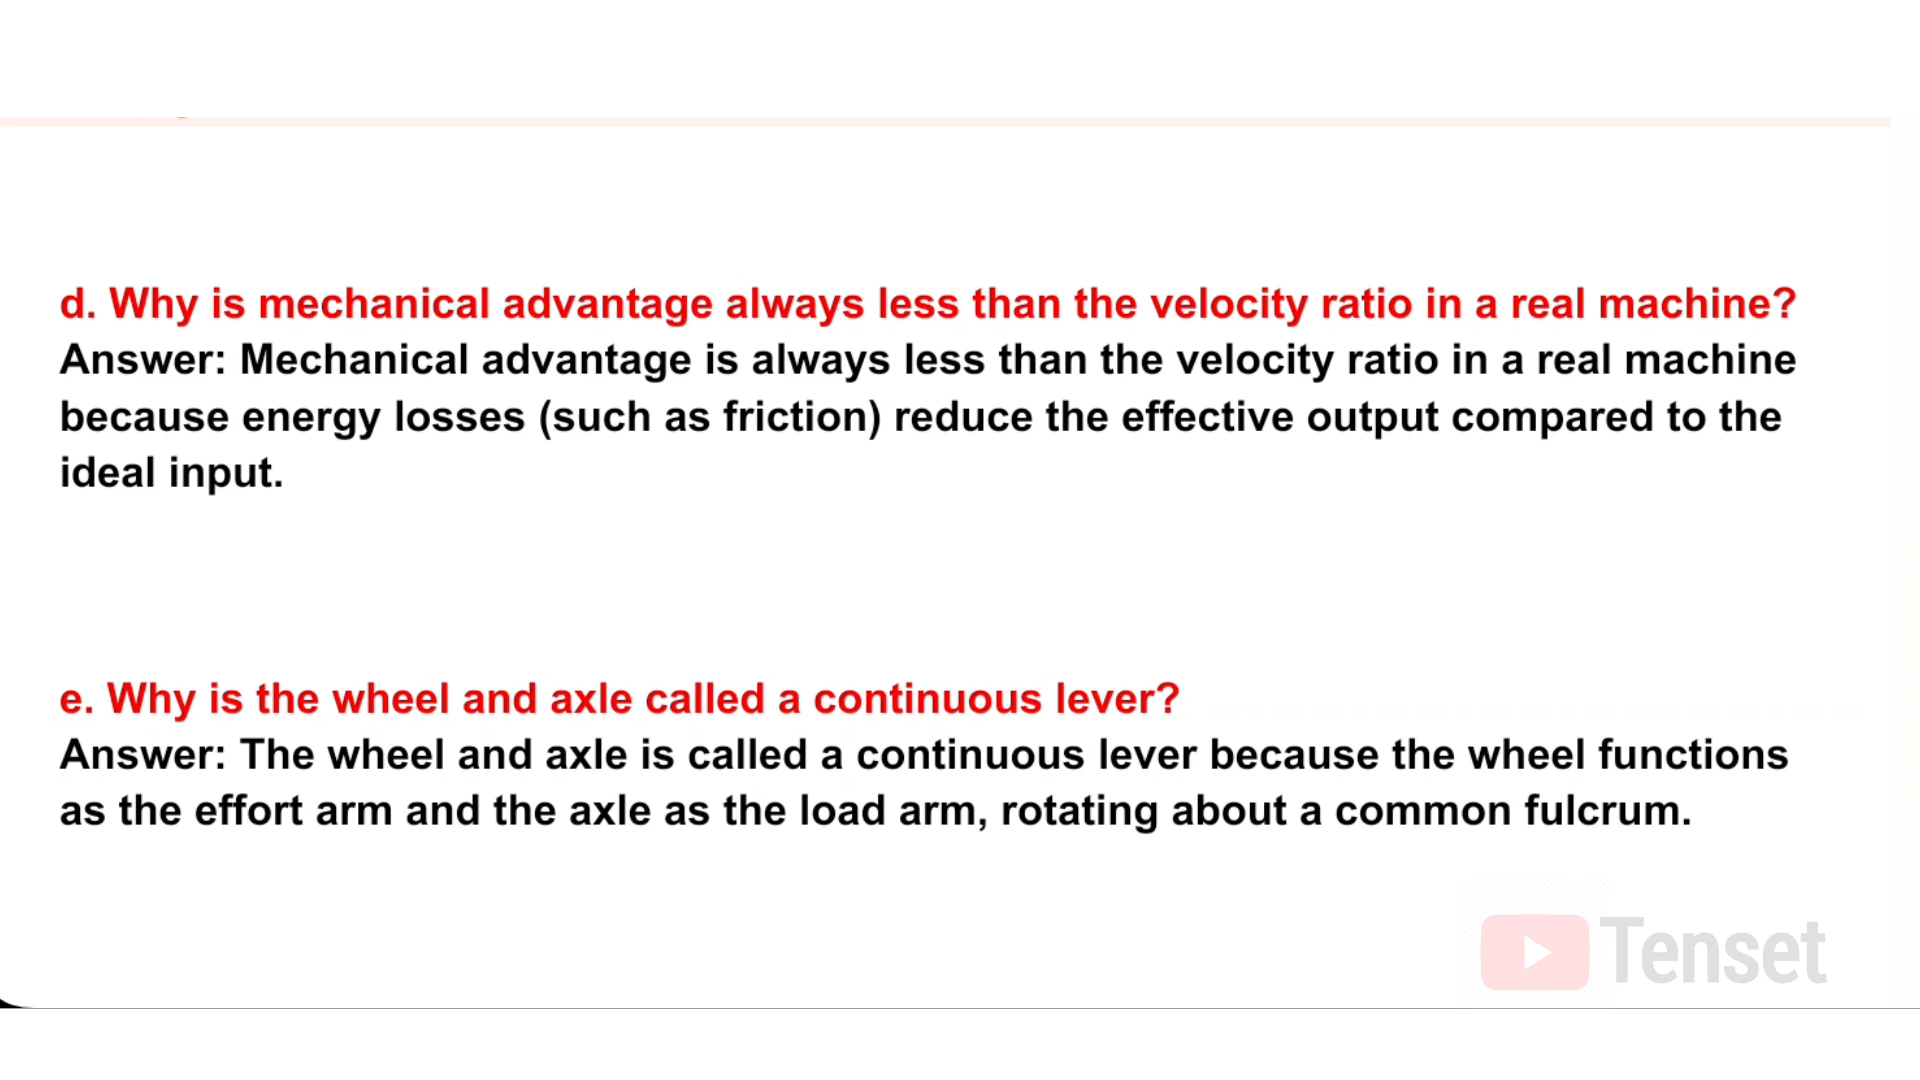 d. Why is mechanical advantage always less than the velocity ratio in a real machine?
Answer: Mechanical advantage is always less than the velocity ratio in a real machine
because energy losses (such as friction) reduce the effective output compared to the
ideal input.
e. Why is the wheel and axle called a continuous lever?
Answer: The wheel and axle is called a continuous lever because the wheel functions
as the effort arm and the axle as the load arm, rotating about a common fulcrum.
Tenset